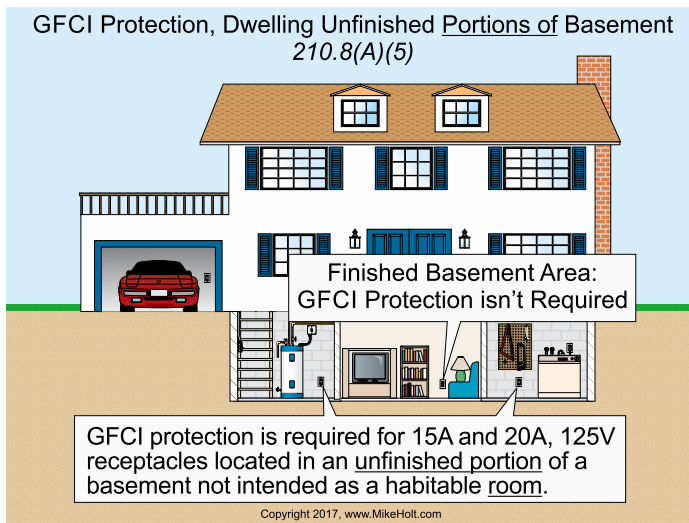 GFCI Protection, Dwelling Unfinished Portions of Basement
210.8(A)(5)
Finished Basement Area:
GFCI Protection isn't Required
GFCI protection is required for 15A and 20A, 125V
receptacles located in an unfinished portion of a
basement not intended as a habitable room.
Copyright 2017, www.MikeHolt.com